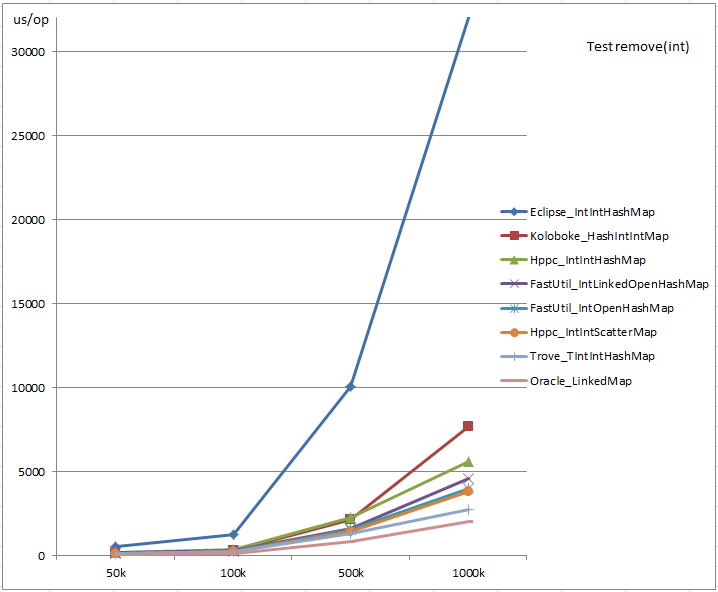 us/op
Test remove(int)
30000
25000
20000
15000
10000
5000
0
50k
100k
500k
1000k
Eclipse_IntIntHashMap
Koloboke_HashIntIntMap
Hppc_IntIntHashMap
FastUtil_IntLinkedOpenHashMap
FastUtil_IntOpenHashMap
Hppc_IntIntScatterMap
Trove_TIntIntHashMap
Oracle_LinkedMap